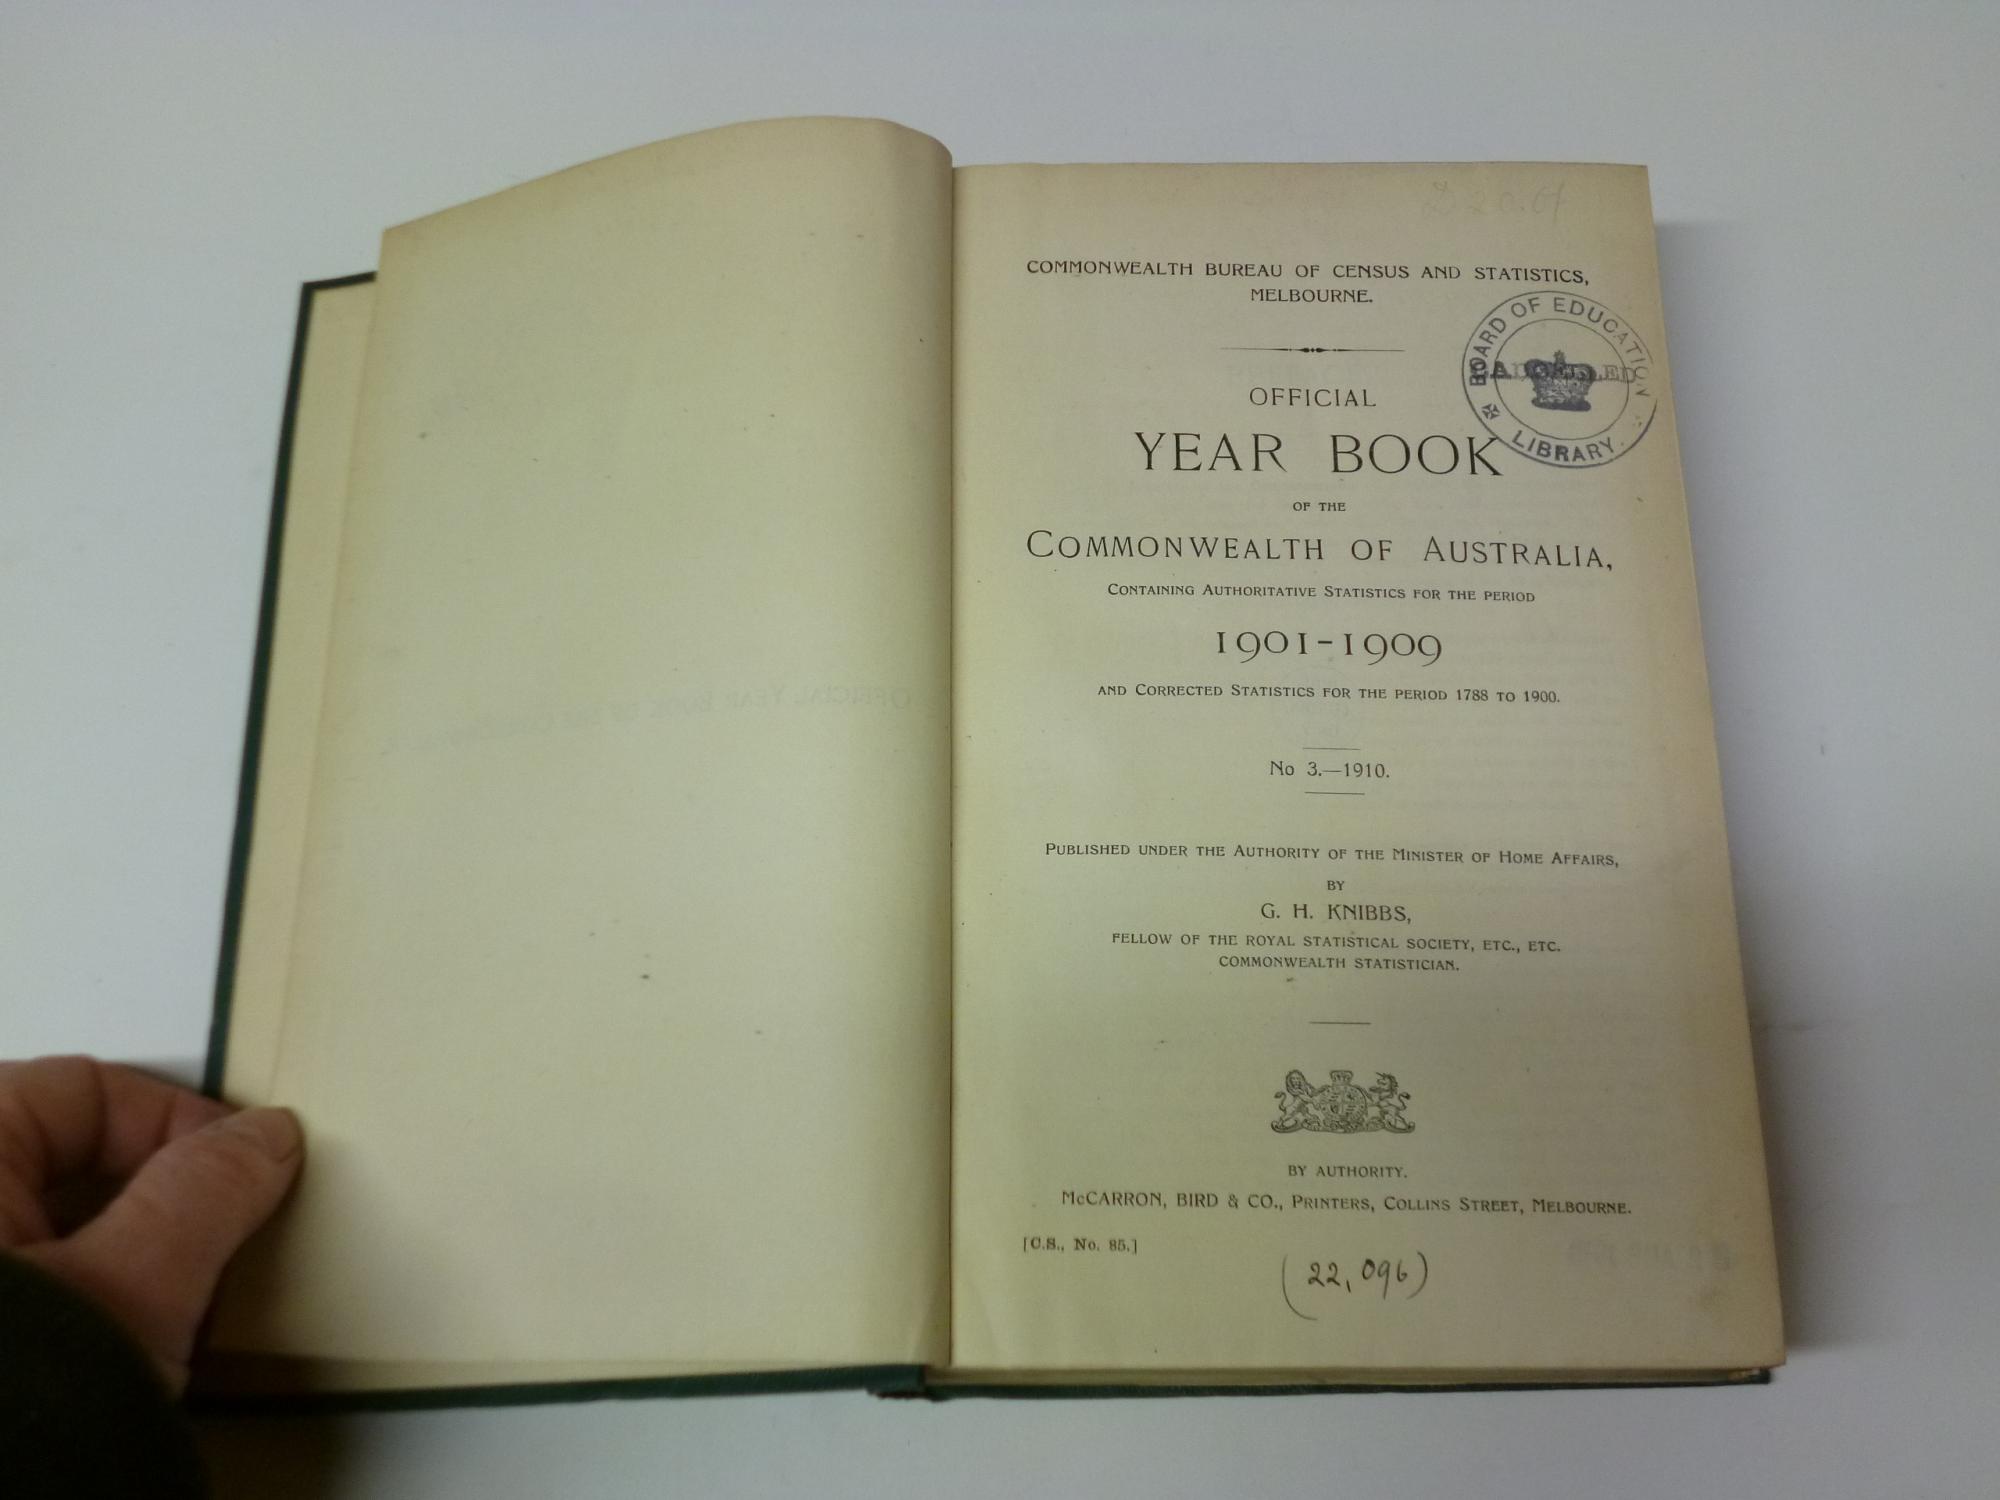 COMMONWEALTH BUREAU OF CENSUS AND STATISTICS,
MELBOURNE.
BOARD OF EDUCATION
LIBRARY
OFFICIAL
YEAR BOOK
OF THE
COMMONWEALTH OF AUSTRALIA,
CONTAINING AUTHORITATIVE STATISTICS FOR THE PERIOD
1901-1909
AND CORRECTED STATISTICS FOR THE PERIOD 1788 TO 1900.
No 3.—1910.
PUBLISHED UNDER THE AUTHORITY OF THE MINISTER OF HOME AFFAIRS,
BY
G. H. KNIBBS,
FELLOW OF THE ROYAL STATISTICAL SOCIETY, ETC., ETC.
COMMONWEALTH STATISTICIAN.
BY AUTHORITY.
McCARRON, BIRD & CO., PRINTERS, COLLINS STREET, MELBOURNE.
[C.S., No. 85.]
(22,096)